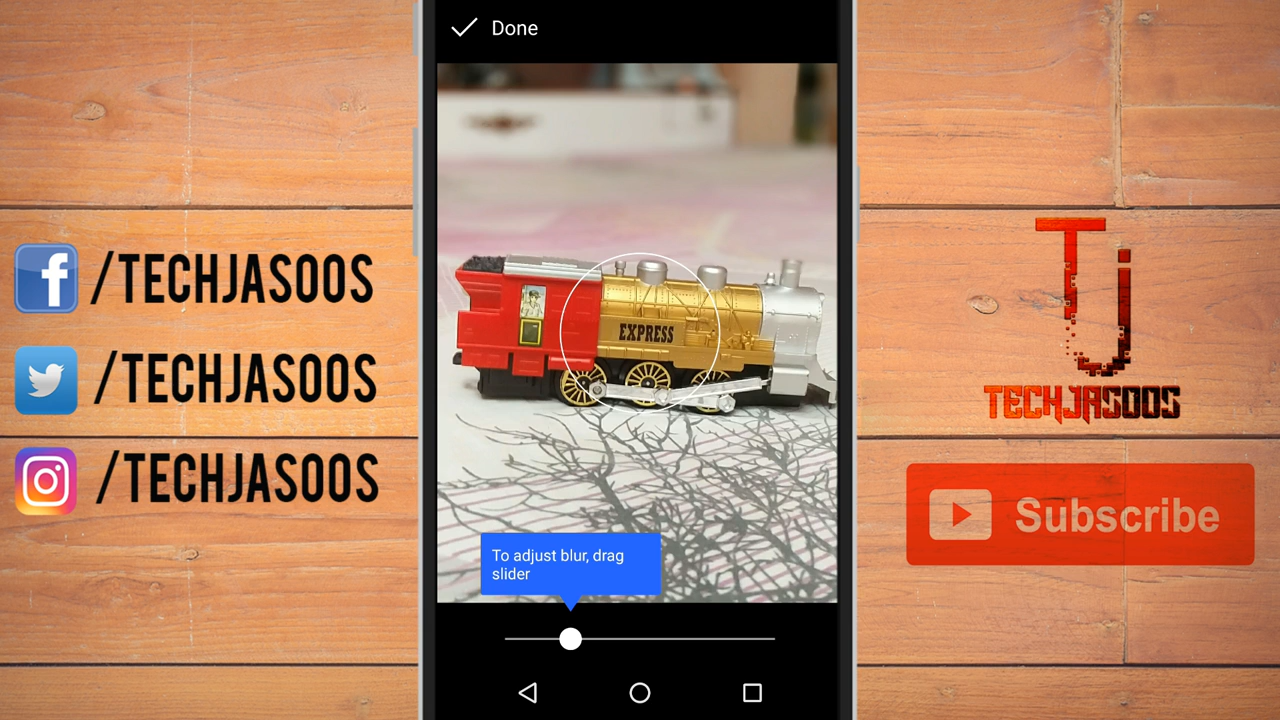 Done
/TECHJASOOS
/TECHJASOOS
/TECHJASOOS
EXPRESS
To adjust blur, drag
slider
TJ
TECHJASOOS
Subscribe